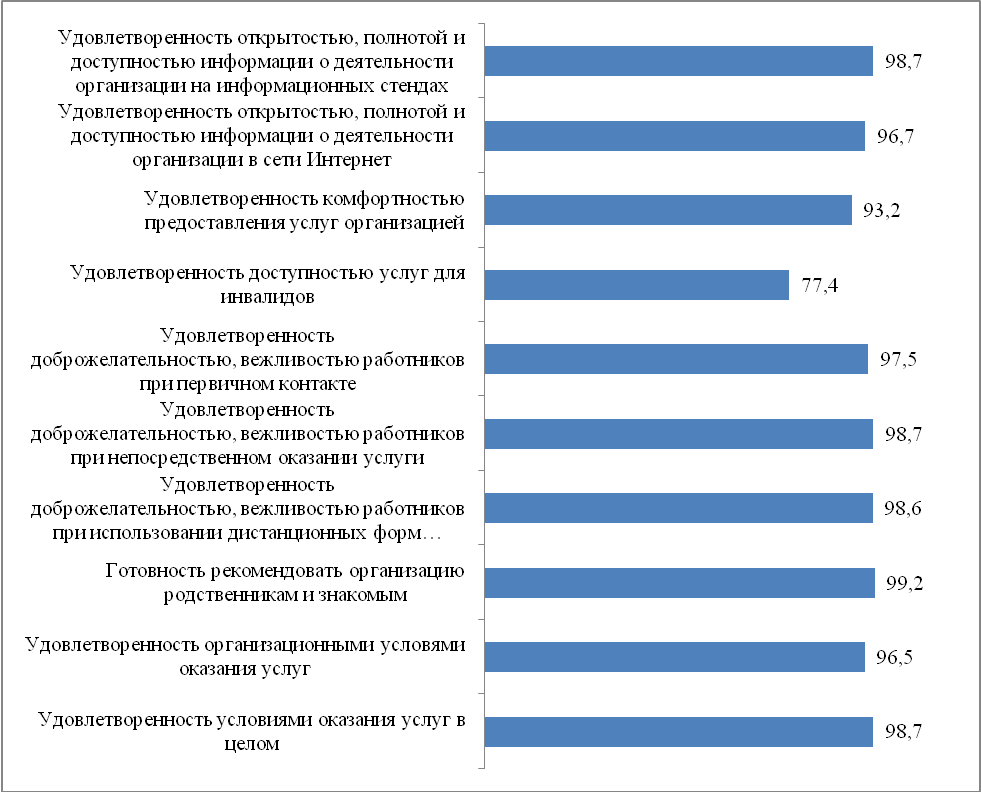 Удовлетворенность открытостью, полнотой и
доступностью информации о деятельности
организации на информационных стендах
98,7
Удовлетворенность открытостью, полнотой и
доступностью информации о деятельности
организации в сети Интернет
96,7
Удовлетворенность комфортностью
предоставления услуг организацией
93,2
Удовлетворенность доступностью услуг для
инвалидов
77,4
Удовлетворенность
доброжелательностью, вежливостью работников
при первичном контакте
97,5
Удовлетворенность
доброжелательностью, вежливостью работников
при непосредственном оказании услуги
98,7
Удовлетворенность
доброжелательностью, вежливостью работников
при использовании дистанционных форм…
98,6
Готовность рекомендовать организацию
родственникам и знакомым
99,2
Удовлетворенность организационными условями
оказания услуг
96,5
Удовлетворенность условиями оказания услуг в
целом
98,7